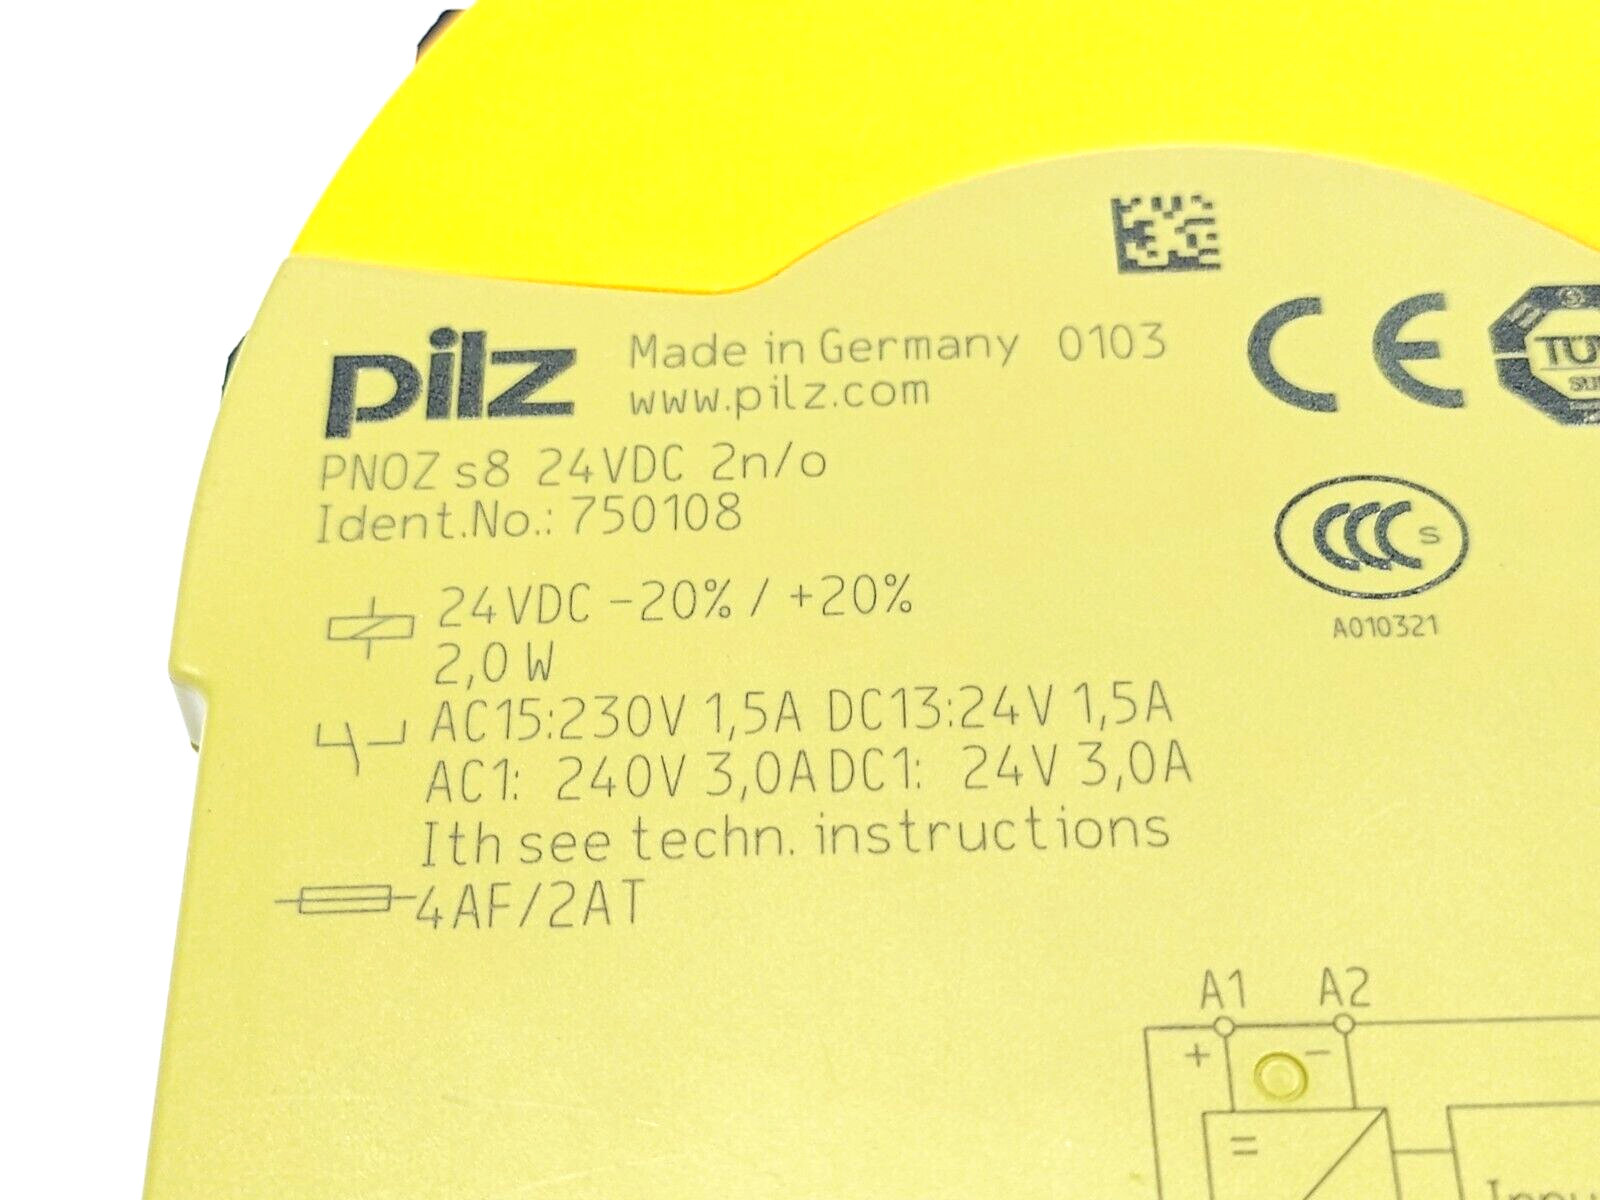 pilz Made in Germany 0103
www.pilz.com
CE
PNOZ s8 24VDC 2n/o
Ident.No.: 750108
CCC S
A010321
24VDC -20% / +20%
2,0 W
AC15:230V 1,5A DC13:24V 1,5A
AC1: 240V 3,0A DC1: 24V 3,0A
Ith see techn. instructions
4AF/2AT
A1 A2
+ -
=